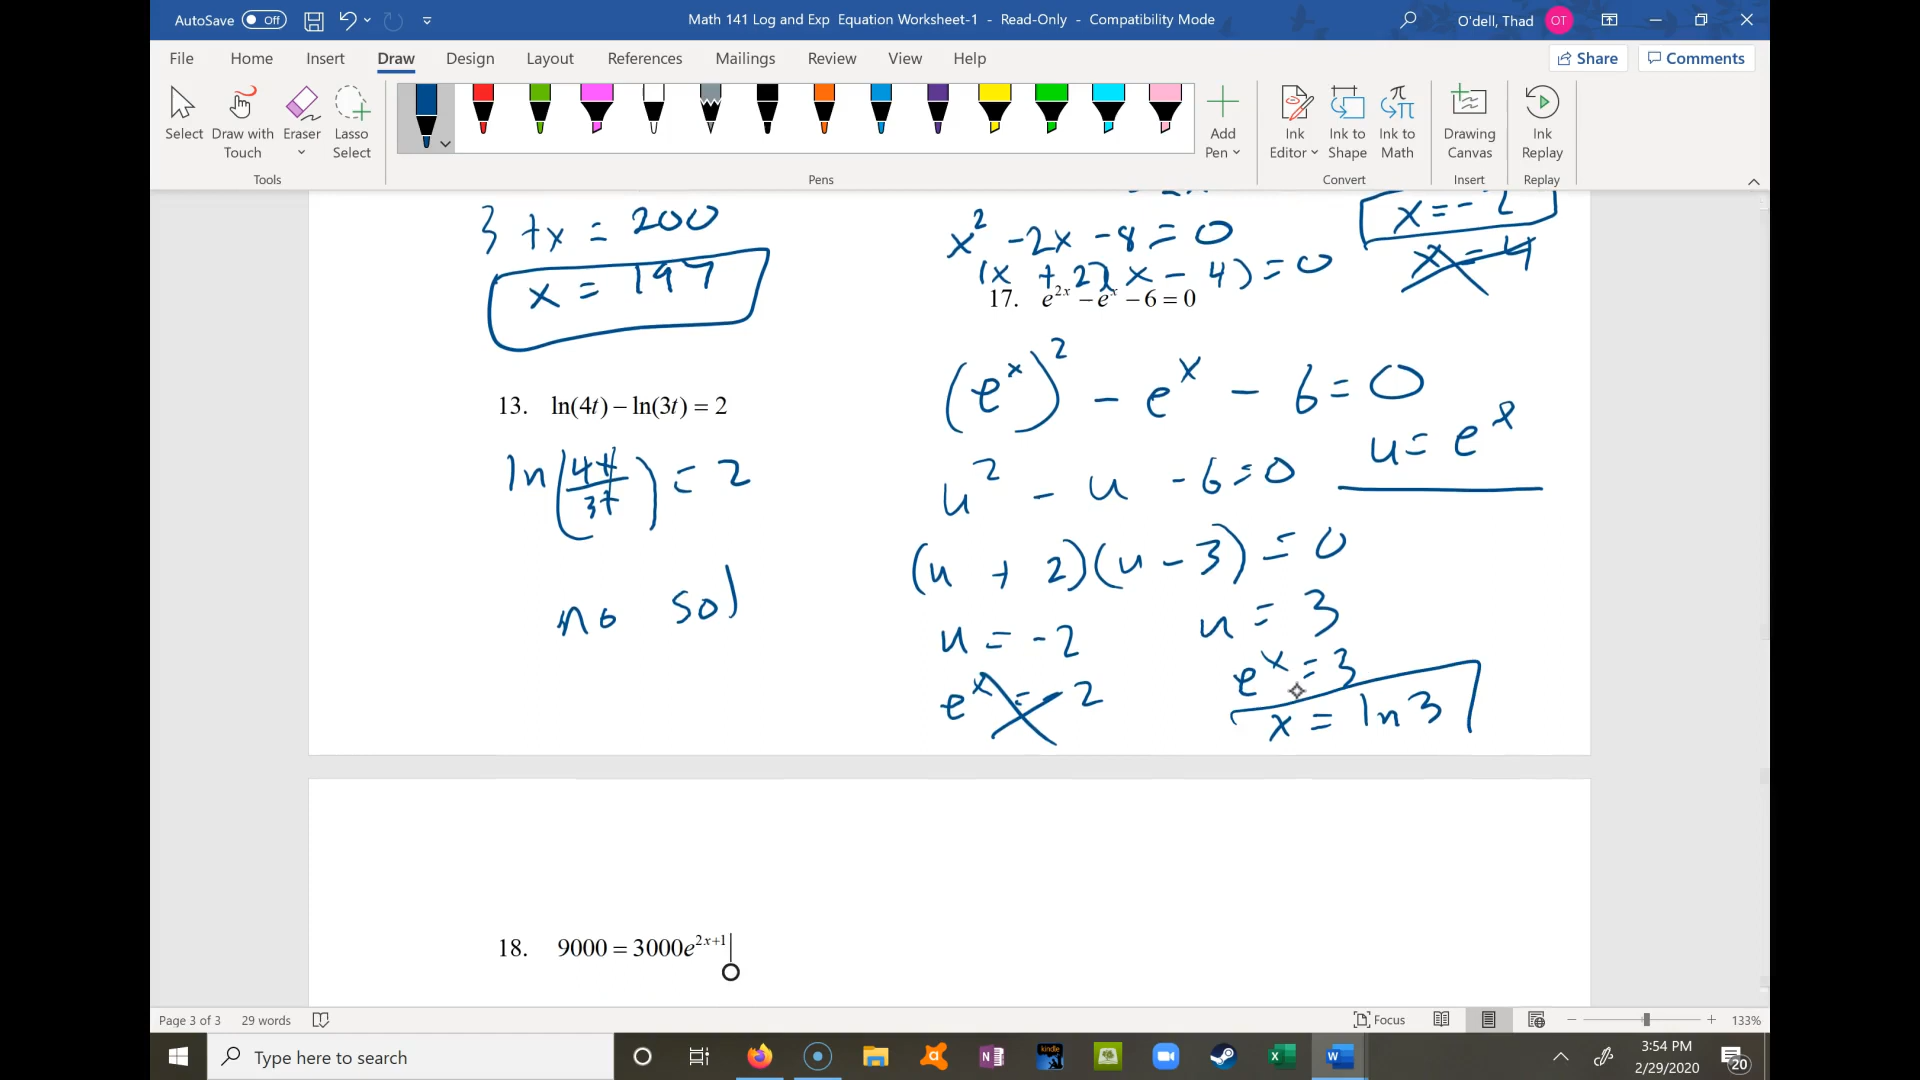 AutoSave Off
Math 141 Log and Exp Equation Worksheet-1 - Read-Only - Compatibility Mode
O'dell, Thad OT
File Home Insert Draw Design Layout References Mailings Review View Help
Share Comments
Select
Draw with Touch
Eraser
Lasso Select
Add Pen
Ink Editor
Ink to Shape
Ink to Math
Drawing Canvas
Ink Replay
Tools Pens Convert Insert Replay
3 + x = 200
x = 197
13. ln(4t) − ln(3t) = 2
ln(4t/3t) = 2
no sol
x² - 2x - 8 = 0
(x + 2)(x - 4) = 0
x = -2
x = 4
17. e^{2x} − e^x − 6 = 0
(e^x)² - e^x - 6 = 0
u = e^x
u² - u - 6 = 0
(u + 2)(u - 3) = 0
u = -2
u = 3
e^x = -2
e^x = 3
x = ln 3
18. 9000 = 3000e^{2x+1}
Page 3 of 3 29 words
Focus
133%
Type here to search
kindle
3:54 PM
2/29/2020
20